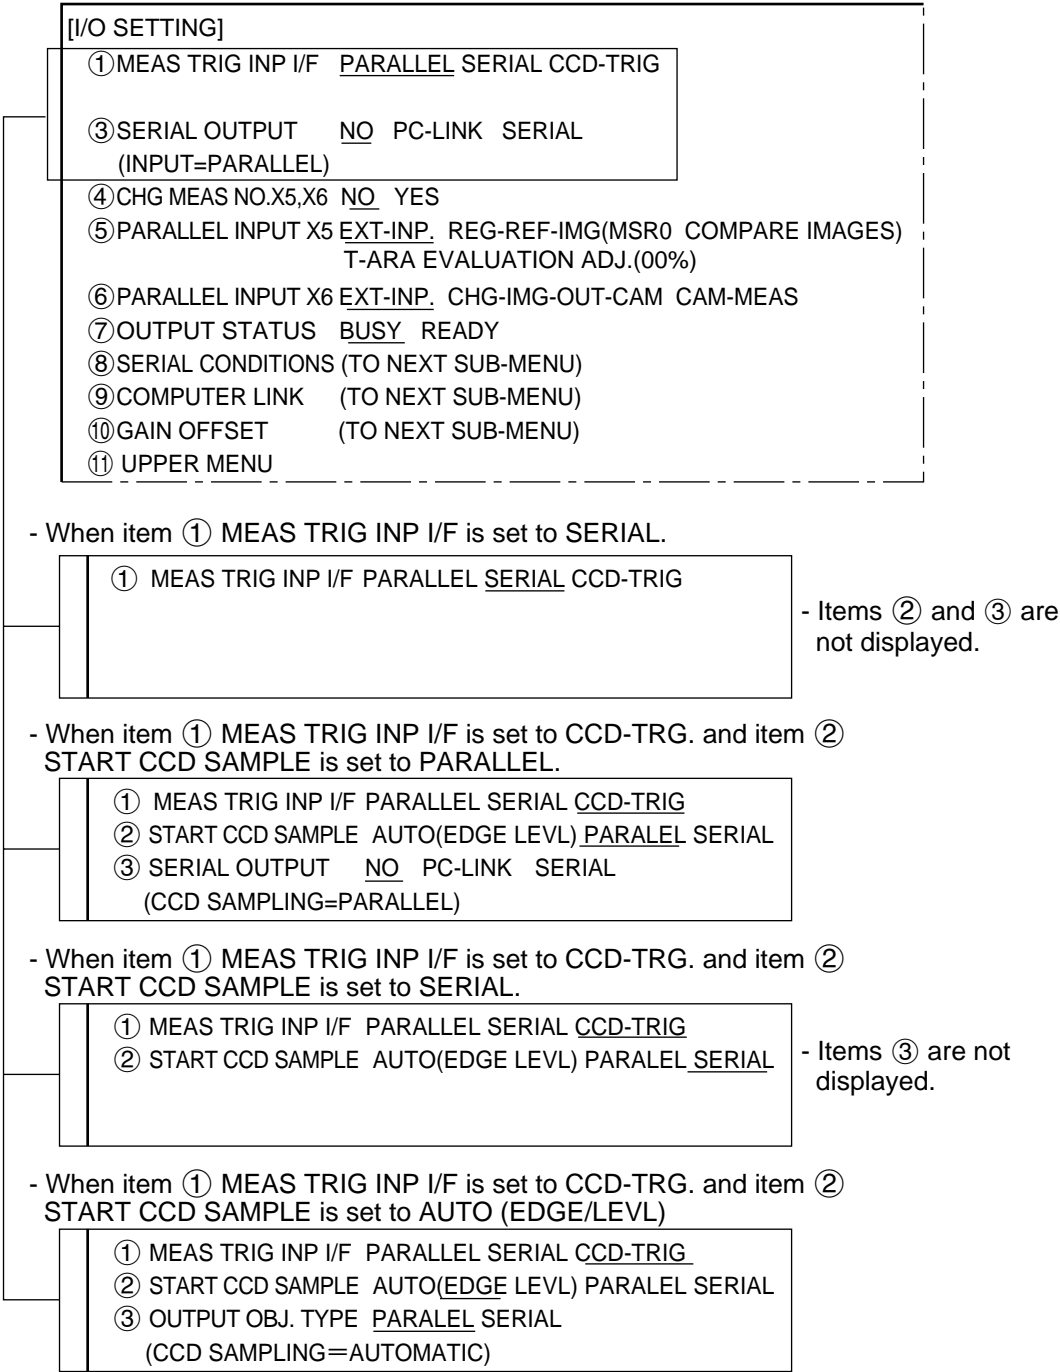 [I/O SETTING]
①MEAS TRIG INP I/F PARALLEL SERIAL CCD-TRIG
③SERIAL OUTPUT NO PC-LINK SERIAL
(INPUT=PARALLEL)
④CHG MEAS NO.X5,X6 NO YES
⑤PARALLEL INPUT X5 EXT-INP. REG-REF-IMG(MSR0 COMPARE IMAGES)
T-ARA EVALUATION ADJ.(00%)
⑥PARALLEL INPUT X6 EXT-INP. CHG-IMG-OUT-CAM CAM-MEAS
⑦OUTPUT STATUS BUSY READY
⑧SERIAL CONDITIONS (TO NEXT SUB-MENU)
⑨COMPUTER LINK (TO NEXT SUB-MENU)
⑩GAIN OFFSET (TO NEXT SUB-MENU)
⑪ UPPER MENU
- When item ① MEAS TRIG INP I/F is set to SERIAL.
① MEAS TRIG INP I/F PARALLEL SERIAL CCD-TRIG
- Items ② and ③ are
not displayed.
- When item ① MEAS TRIG INP I/F is set to CCD-TRG. and item ②
START CCD SAMPLE is set to PARALLEL.
① MEAS TRIG INP I/F PARALLEL SERIAL CCD-TRIG
② START CCD SAMPLE AUTO(EDGE LEVL) PARALEL SERIAL
③ SERIAL OUTPUT NO PC-LINK SERIAL
(CCD SAMPLING=PARALLEL)
- When item ① MEAS TRIG INP I/F is set to CCD-TRG. and item ②
START CCD SAMPLE is set to SERIAL.
① MEAS TRIG INP I/F PARALLEL SERIAL CCD-TRIG
② START CCD SAMPLE AUTO(EDGE LEVL) PARALEL SERIAL
- Items ③ are not
displayed.
- When item ① MEAS TRIG INP I/F is set to CCD-TRG. and item ②
START CCD SAMPLE is set to AUTO (EDGE/LEVL)
① MEAS TRIG INP I/F PARALLEL SERIAL CCD-TRIG
② START CCD SAMPLE AUTO(EDGE LEVL) PARALEL SERIAL
③ OUTPUT OBJ. TYPE PARALEL SERIAL
(CCD SAMPLING＝AUTOMATIC)